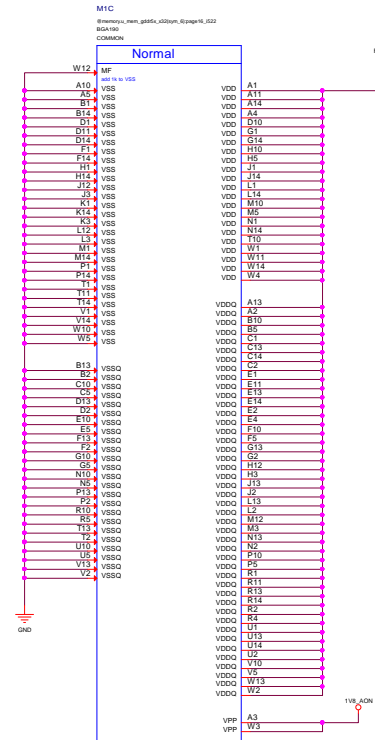 M1C
@memory.u_mem_gddr5x_x32(sym_6):page16_i522
BGA190
COMMON
Normal
W12 MF
add 1k to VSS
A10 VSS
A5 VSS
B1 VSS
B14 VSS
D1 VSS
D11 VSS
D14 VSS
F1 VSS
F14 VSS
H1 VSS
H14 VSS
J12 VSS
J3 VSS
K1 VSS
K14 VSS
K3 VSS
L12 VSS
L3 VSS
M1 VSS
M14 VSS
P1 VSS
P14 VSS
T1 VSS
T11 VSS
T14 VSS
V1 VSS
V14 VSS
W10 VSS
W5 VSS
B13 VSSQ
B2 VSSQ
C10 VSSQ
C5 VSSQ
D13 VSSQ
D2 VSSQ
E10 VSSQ
E5 VSSQ
F13 VSSQ
F2 VSSQ
G10 VSSQ
G5 VSSQ
N10 VSSQ
N5 VSSQ
P13 VSSQ
P2 VSSQ
R10 VSSQ
R5 VSSQ
T13 VSSQ
T2 VSSQ
U10 VSSQ
U5 VSSQ
V13 VSSQ
V2 VSSQ
GND
VDD A1
VDD A11
VDD A14
VDD A4
VDD D10
VDD G1
VDD G14
VDD H10
VDD H5
VDD J1
VDD J14
VDD L1
VDD L14
VDD M10
VDD M5
VDD N1
VDD N14
VDD T10
VDD W1
VDD W11
VDD W14
VDD W4
VDDQ A13
VDDQ A2
VDDQ B10
VDDQ B5
VDDQ C1
VDDQ C13
VDDQ C14
VDDQ C2
VDDQ E1
VDDQ E11
VDDQ E13
VDDQ E14
VDDQ E2
VDDQ E4
VDDQ F10
VDDQ F5
VDDQ G13
VDDQ G2
VDDQ H12
VDDQ H3
VDDQ J13
VDDQ J2
VDDQ L13
VDDQ L2
VDDQ M12
VDDQ M3
VDDQ N13
VDDQ N2
VDDQ P10
VDDQ P5
VDDQ R1
VDDQ R11
VDDQ R13
VDDQ R14
VDDQ R2
VDDQ R4
VDDQ U1
VDDQ U13
VDDQ U14
VDDQ U2
VDDQ V10
VDDQ V5
VDDQ W13
VDDQ W2
1V8_AON
VPP A3
VPP W3